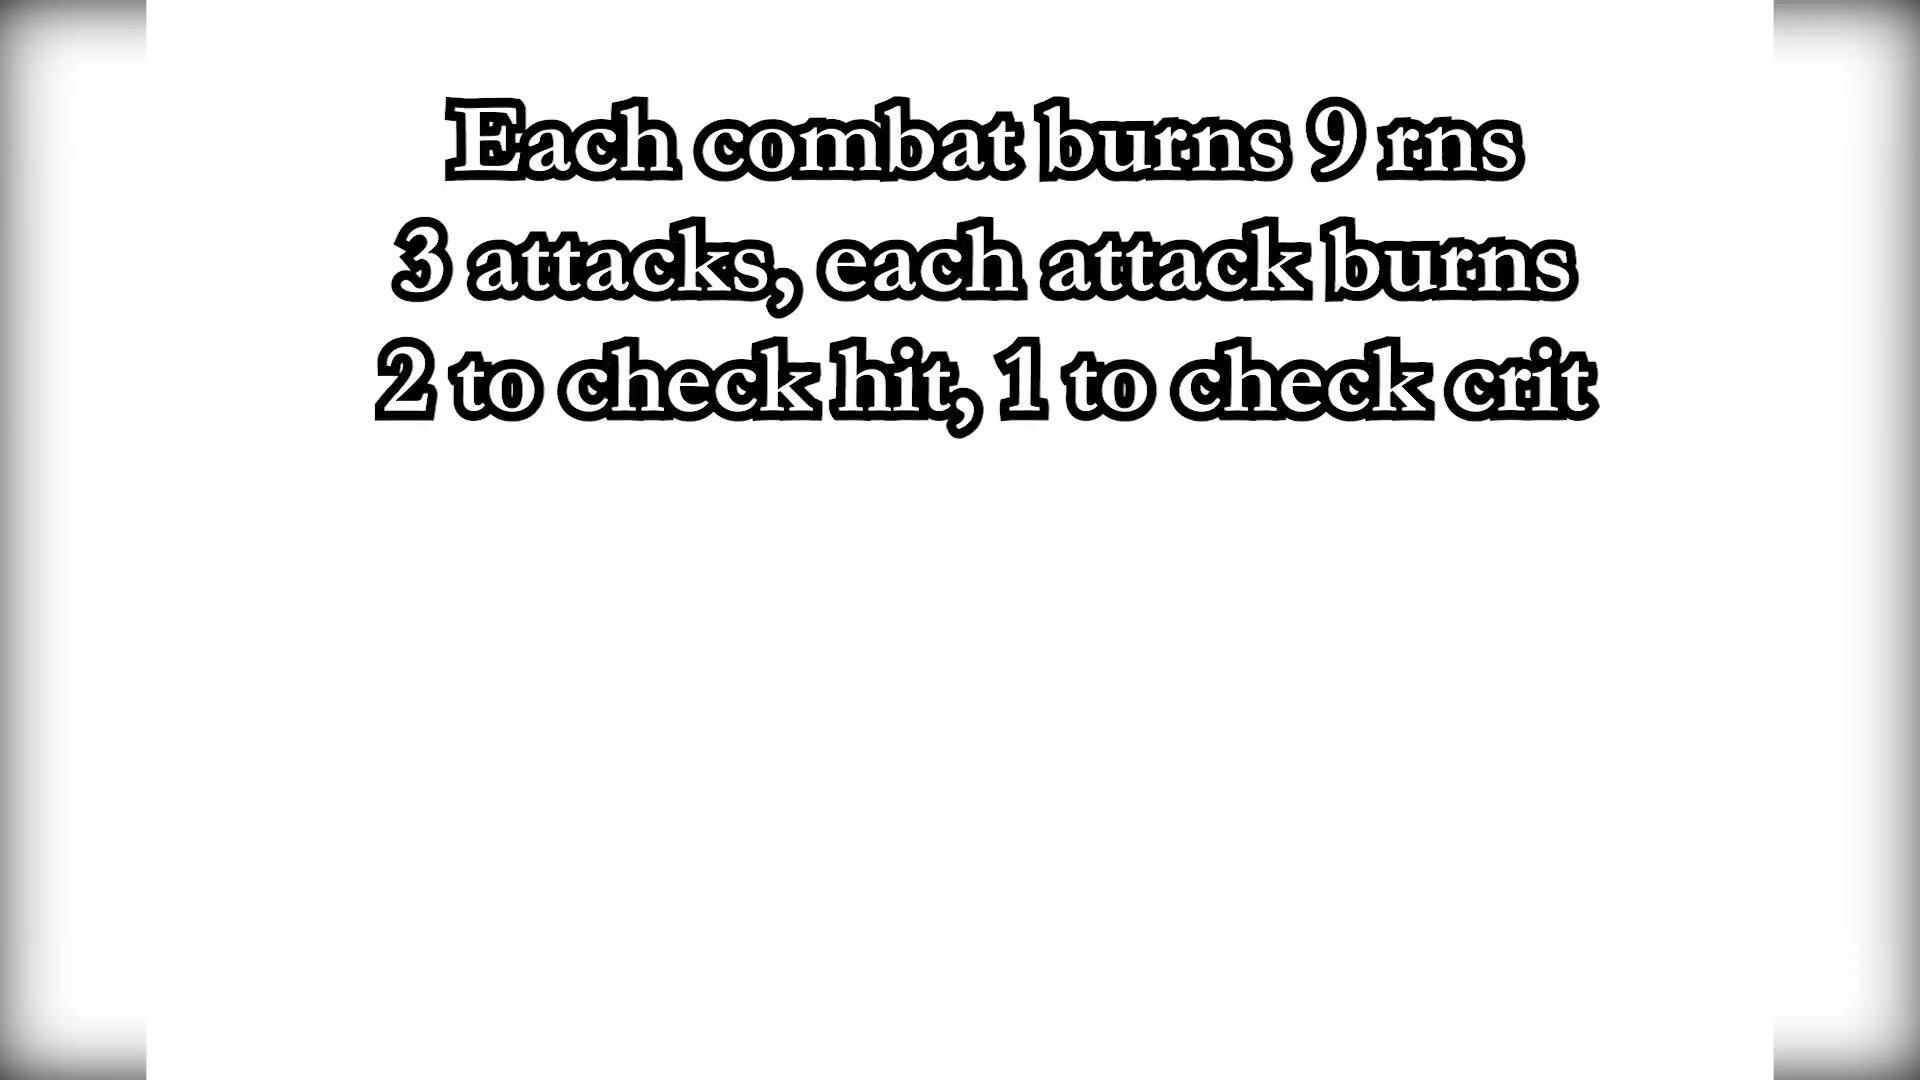 Each combat burns 9 rns
3 attacks, each attack burns
2 to check hit, 1 to check crit